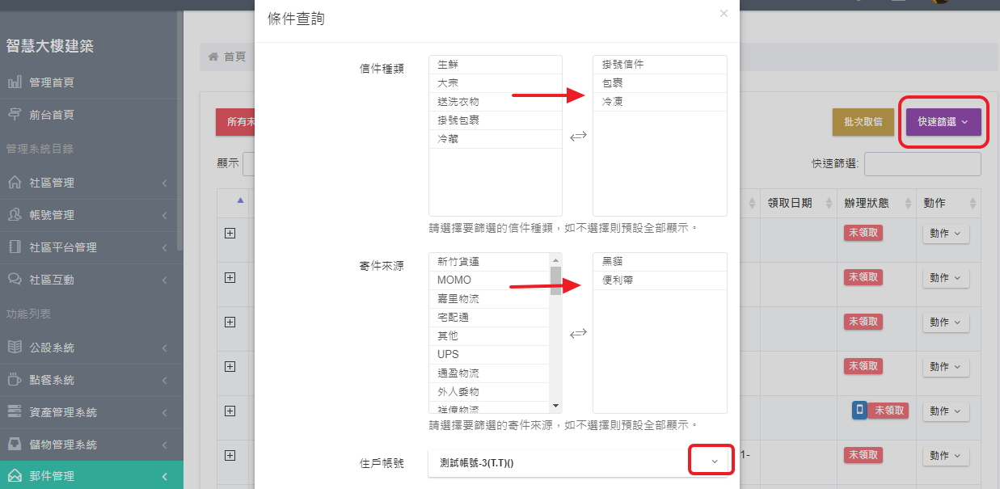 智慧大樓建築
管理首頁
前台首頁
管理系統目錄
社區管理
帳號管理
社區平台管理
社區互動
功能列表
公設系統
點餐系統
資產管理系統
儲物管理系統
郵件管理
首頁
所有未
顯示
條件查詢
×
信件種類
生鮮
大宗
送洗衣物
掛號包裹
冷藏
掛號信件
包裹
冷凍
請選擇要篩選的信件種類，如不選擇則預設全部顯示。
寄件來源
新竹貨運
MOMO
嘉里物流
宅配通
其他
UPS
通盈物流
外人委物
祥億物流
黑貓
便利帶
請選擇要篩選的寄件來源，如不選擇則預設全部顯示。
住戶帳號
測試帳號-3(T.T)()
批次取信
快速篩選
快速篩選:
領取日期 辦理狀態 動作
未領取 動作
未領取 動作
未領取 動作
未領取 動作
未領取 動作
1-
未領取 動作